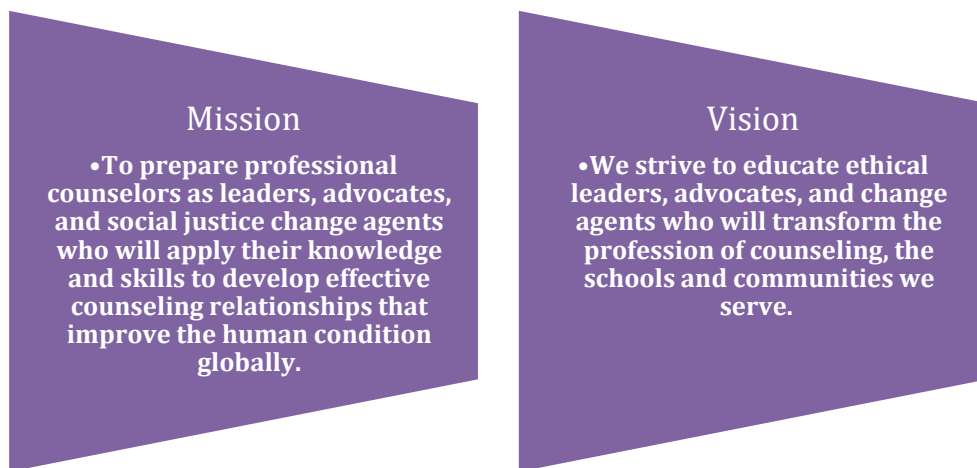 Mission
•To prepare professional
counselors as leaders, advocates,
and social justice change agents
who will apply their knowledge
and skills to develop effective
counseling relationships that
improve the human condition
globally.
Vision
•We strive to educate ethical
leaders, advocates, and change
agents who will transform the
profession of counseling, the
schools and communities we
serve.